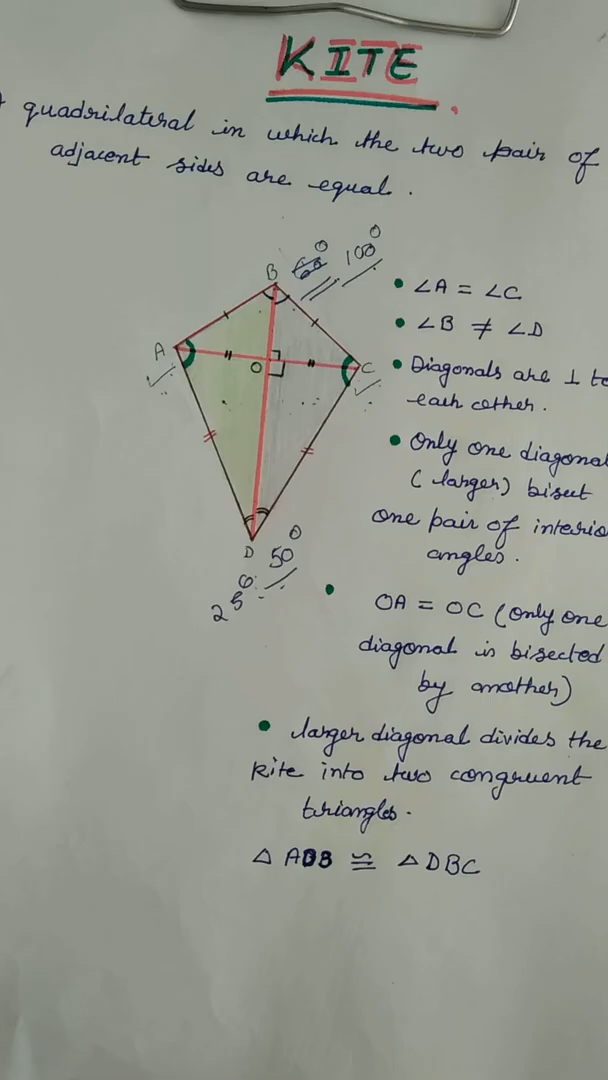 KITE
quadrilateral in which the two pair of
adjacent sides are equal.
B
100°
A
O
C
D
50°
25
• ∠A = ∠C
• ∠B ≠ ∠D
• Diagonals are ⊥ to
each other.
• Only one diagonal
(larger) bisect
one pair of interio
angles.
• OA = OC (only one
diagonal is bisected
by another)
• larger diagonal divides the
kite into two congruent
triangles.
△ ADB ≅ △ DBC